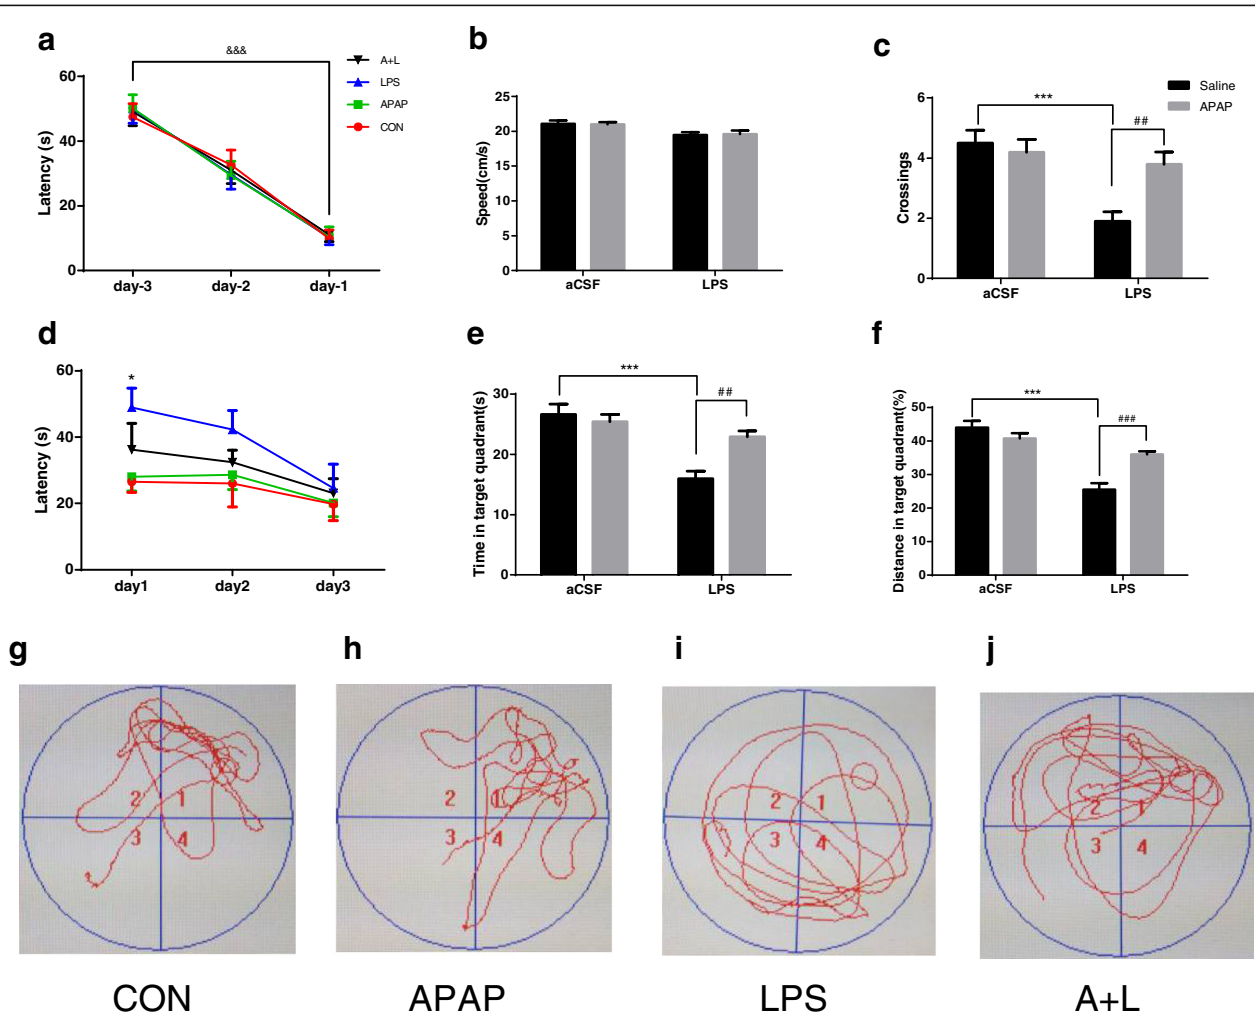 a
&&&
A+L
LPS
APAP
CON
60
40
20
0
Latency (s)
day-3 day-2 day-1
b
25
20
15
10
5
0
Speed(cm/s)
aCSF LPS
c
Saline
APAP
***
##
6
4
2
0
Crossings
aCSF LPS
d
*
60
40
20
0
Latency (s)
day1 day2 day3
e
***
##
30
20
10
0
Time in target quadrant(s)
aCSF LPS
f
***
###
50
40
30
20
10
0
Distance in target quadrant(%)
aCSF LPS
g
2 1
3 4
CON
h
2 1
3 4
APAP
i
2 1
3 4
LPS
j
2 1
3 4
A+L